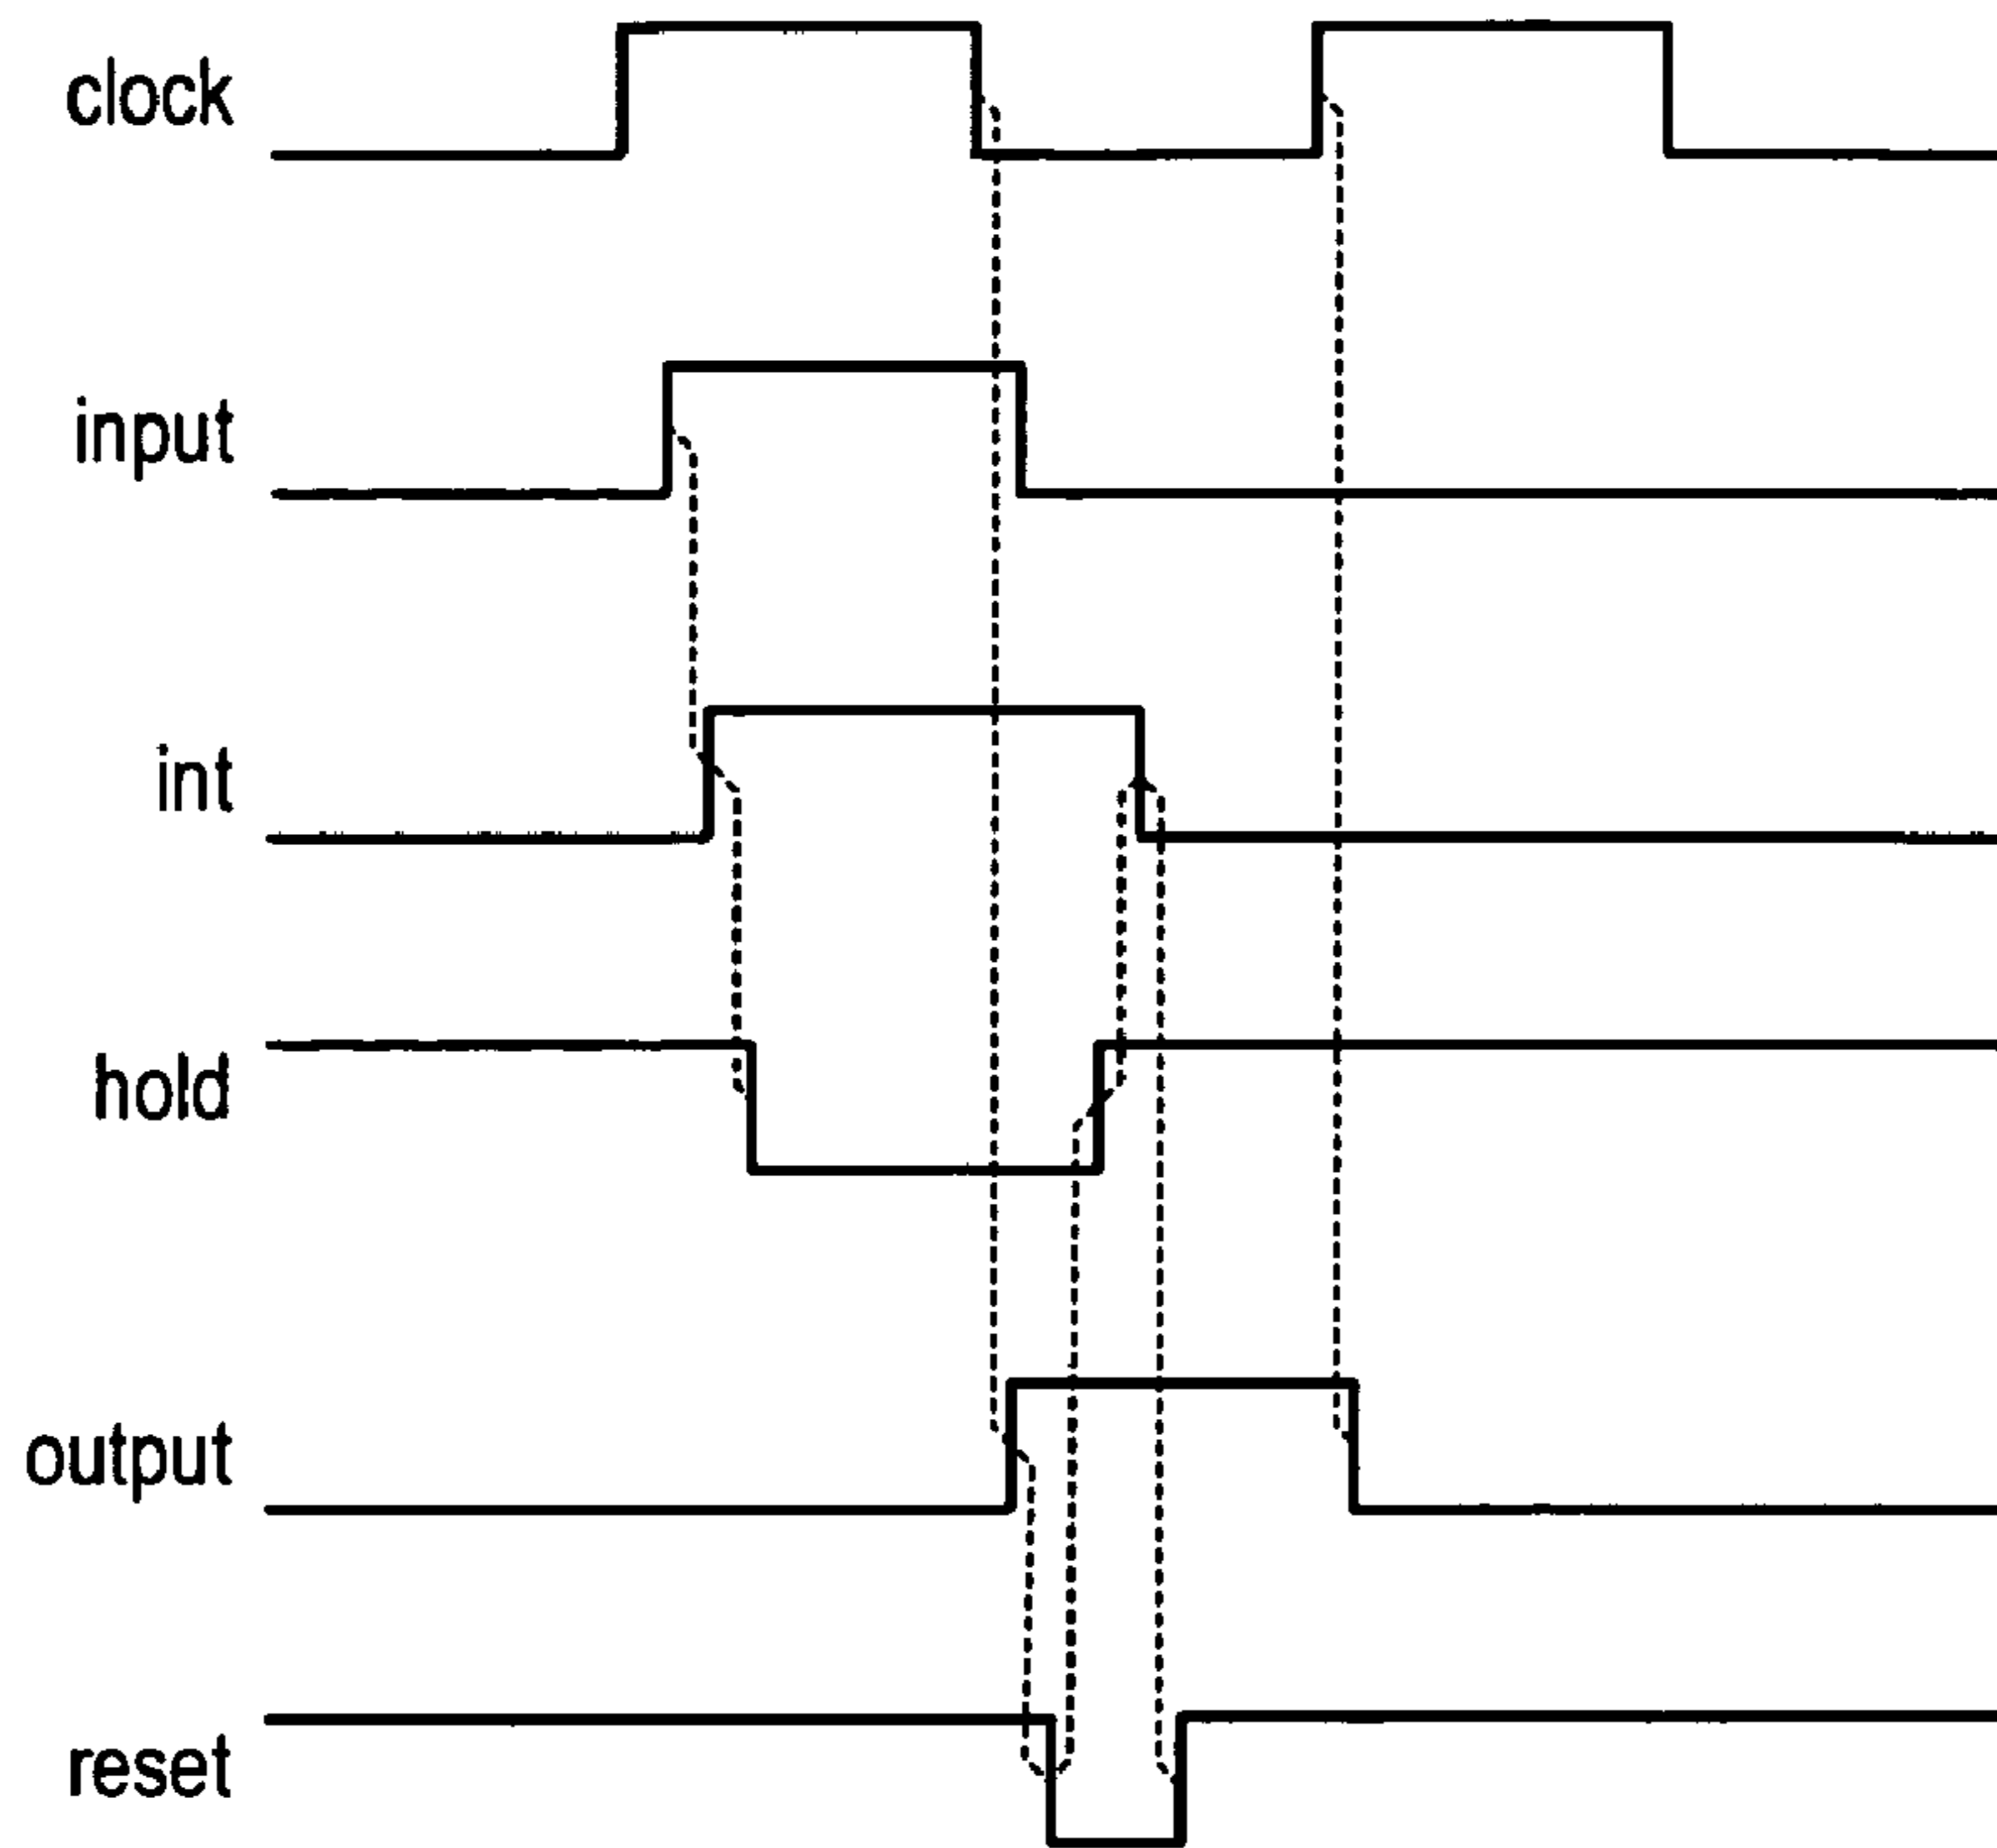 clock
input
int
hold
output
reset